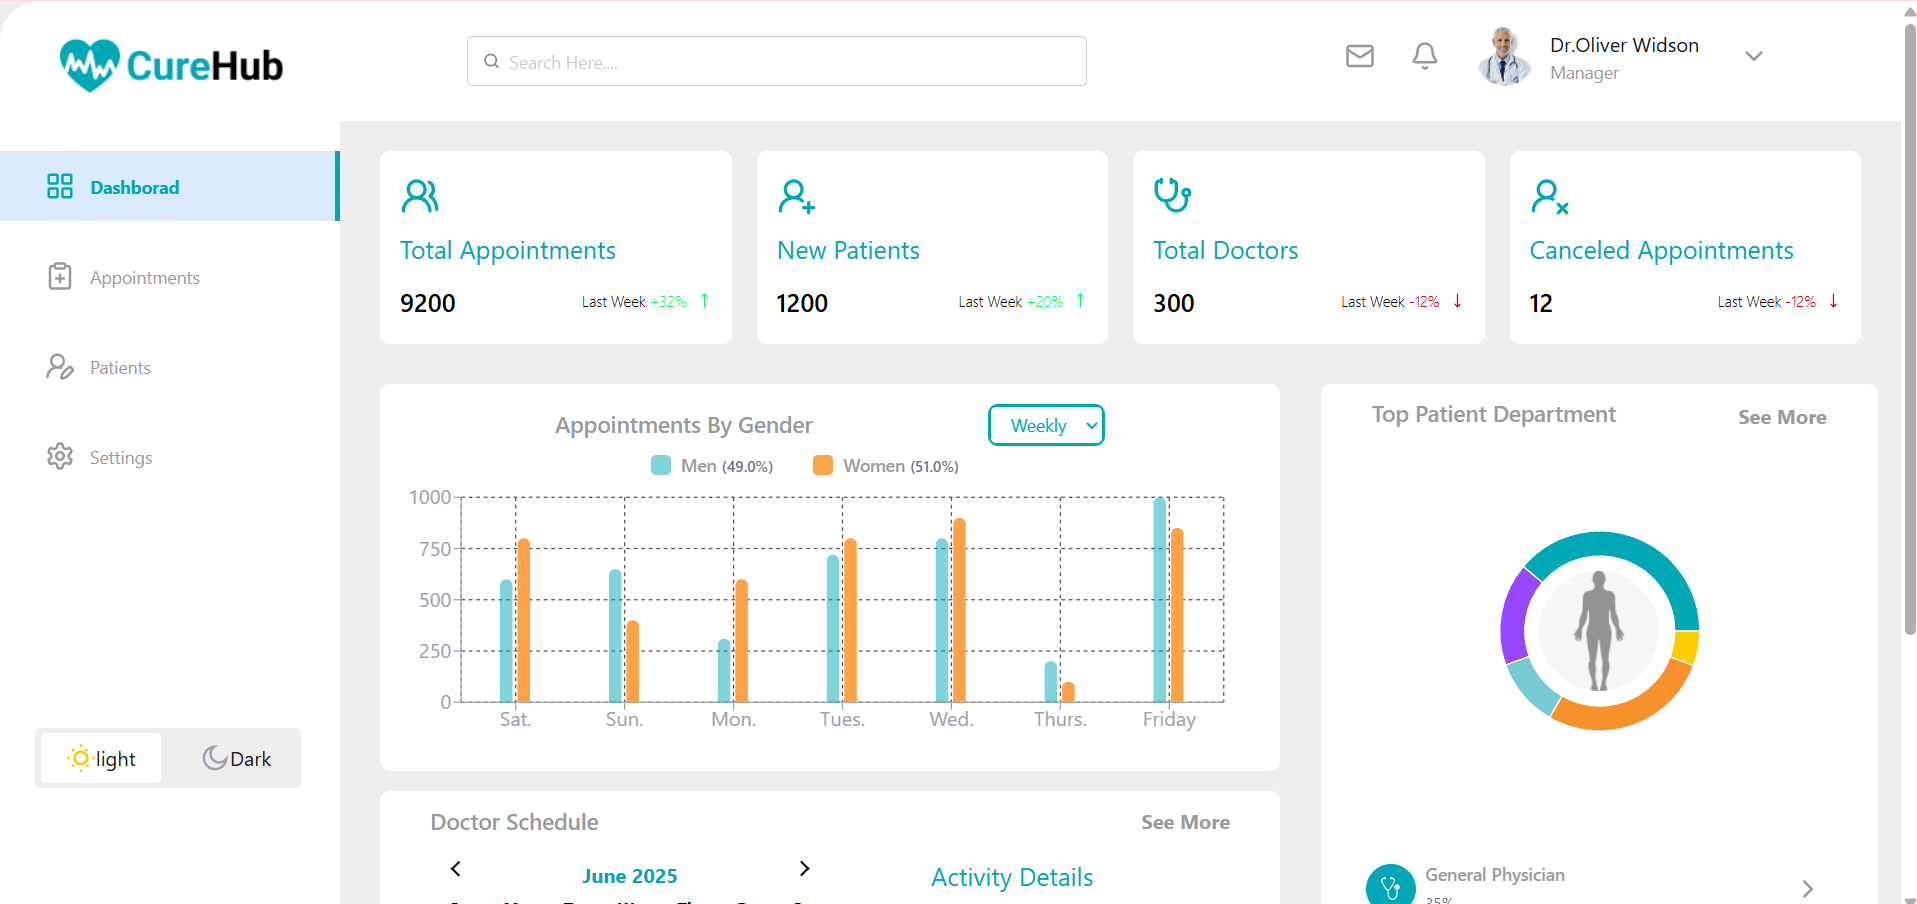 CureHub
Search Here....
Dr.Oliver Widson
Manager
Dashborad
Appointments
Patients
Settings
light
Dark
Total Appointments
9200
Last Week +32% ↑
New Patients
1200
Last Week +20% ↑
Total Doctors
300
Last Week -12% ↓
Canceled Appointments
12
Last Week -12% ↓
Appointments By Gender
Weekly
Men (49.0%)
Women (51.0%)
1000
750
500
250
0
Sat.
Sun.
Mon.
Tues.
Wed.
Thurs.
Friday
Top Patient Department
See More
General Physician
35%
Doctor Schedule
See More
June 2025
Activity Details